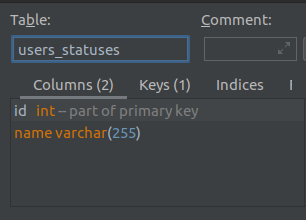 Table: Comment:
users_statuses
Columns (2) Keys (1) Indices
id int – part of primary key
name varchar(255)